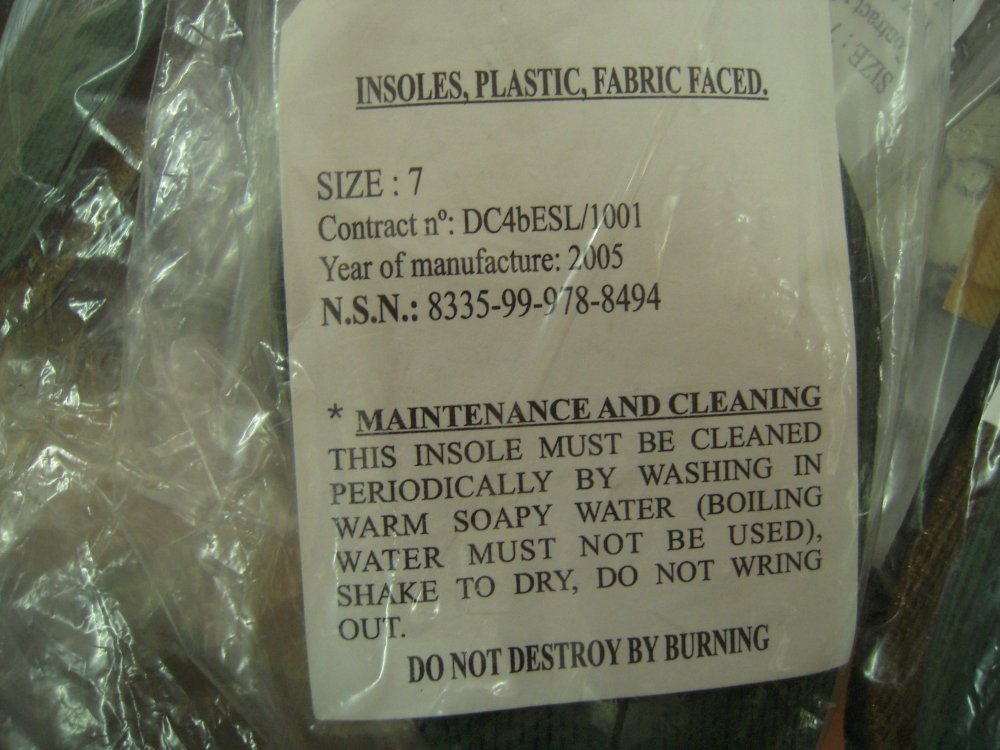 INSOLES, PLASTIC, FABRIC FACED.
SIZE : 7
Contract nº: DC4bESL/1001
Year of manufacture: 2005
N.S.N.: 8335-99-978-8494
* MAINTENANCE AND CLEANING
THIS INSOLE MUST BE CLEANED
PERIODICALLY BY WASHING IN
WARM SOAPY WATER (BOILING
WATER MUST NOT BE USED),
SHAKE TO DRY, DO NOT WRING
OUT.
DO NOT DESTROY BY BURNING
SIZE :